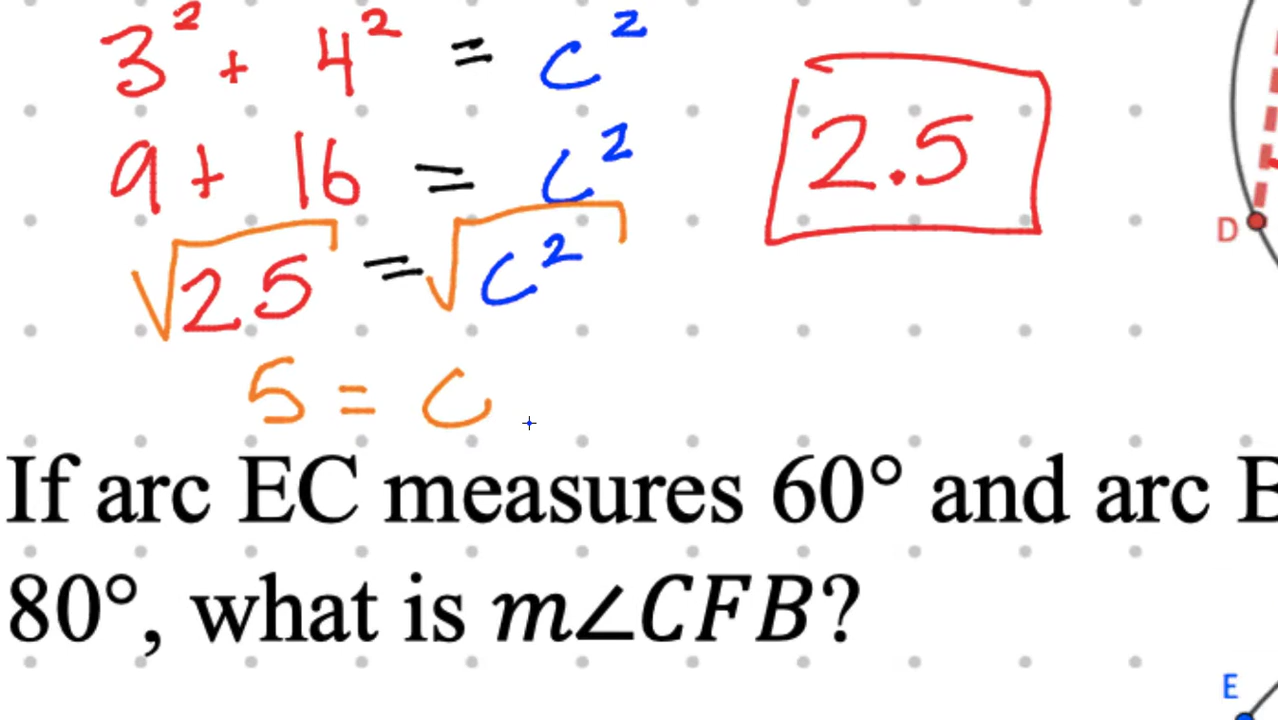 3² + 4² = c²
9 + 16 = c²
√25 = √c²
5 = c
2.5
D
If arc EC measures 60° and arc
80°, what is m∠CFB?
E